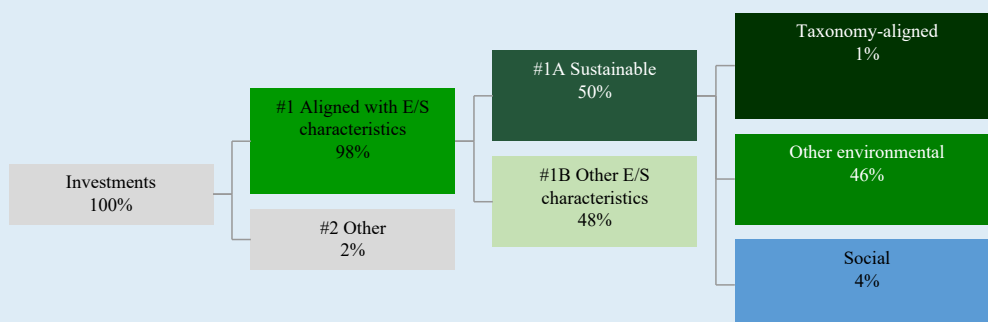 Investments
100%
#1 Aligned with E/S
characteristics
98%
#2 Other
2%
#1A Sustainable
50%
#1B Other E/S
characteristics
48%
Taxonomy-aligned
1%
Other environmental
46%
Social
4%